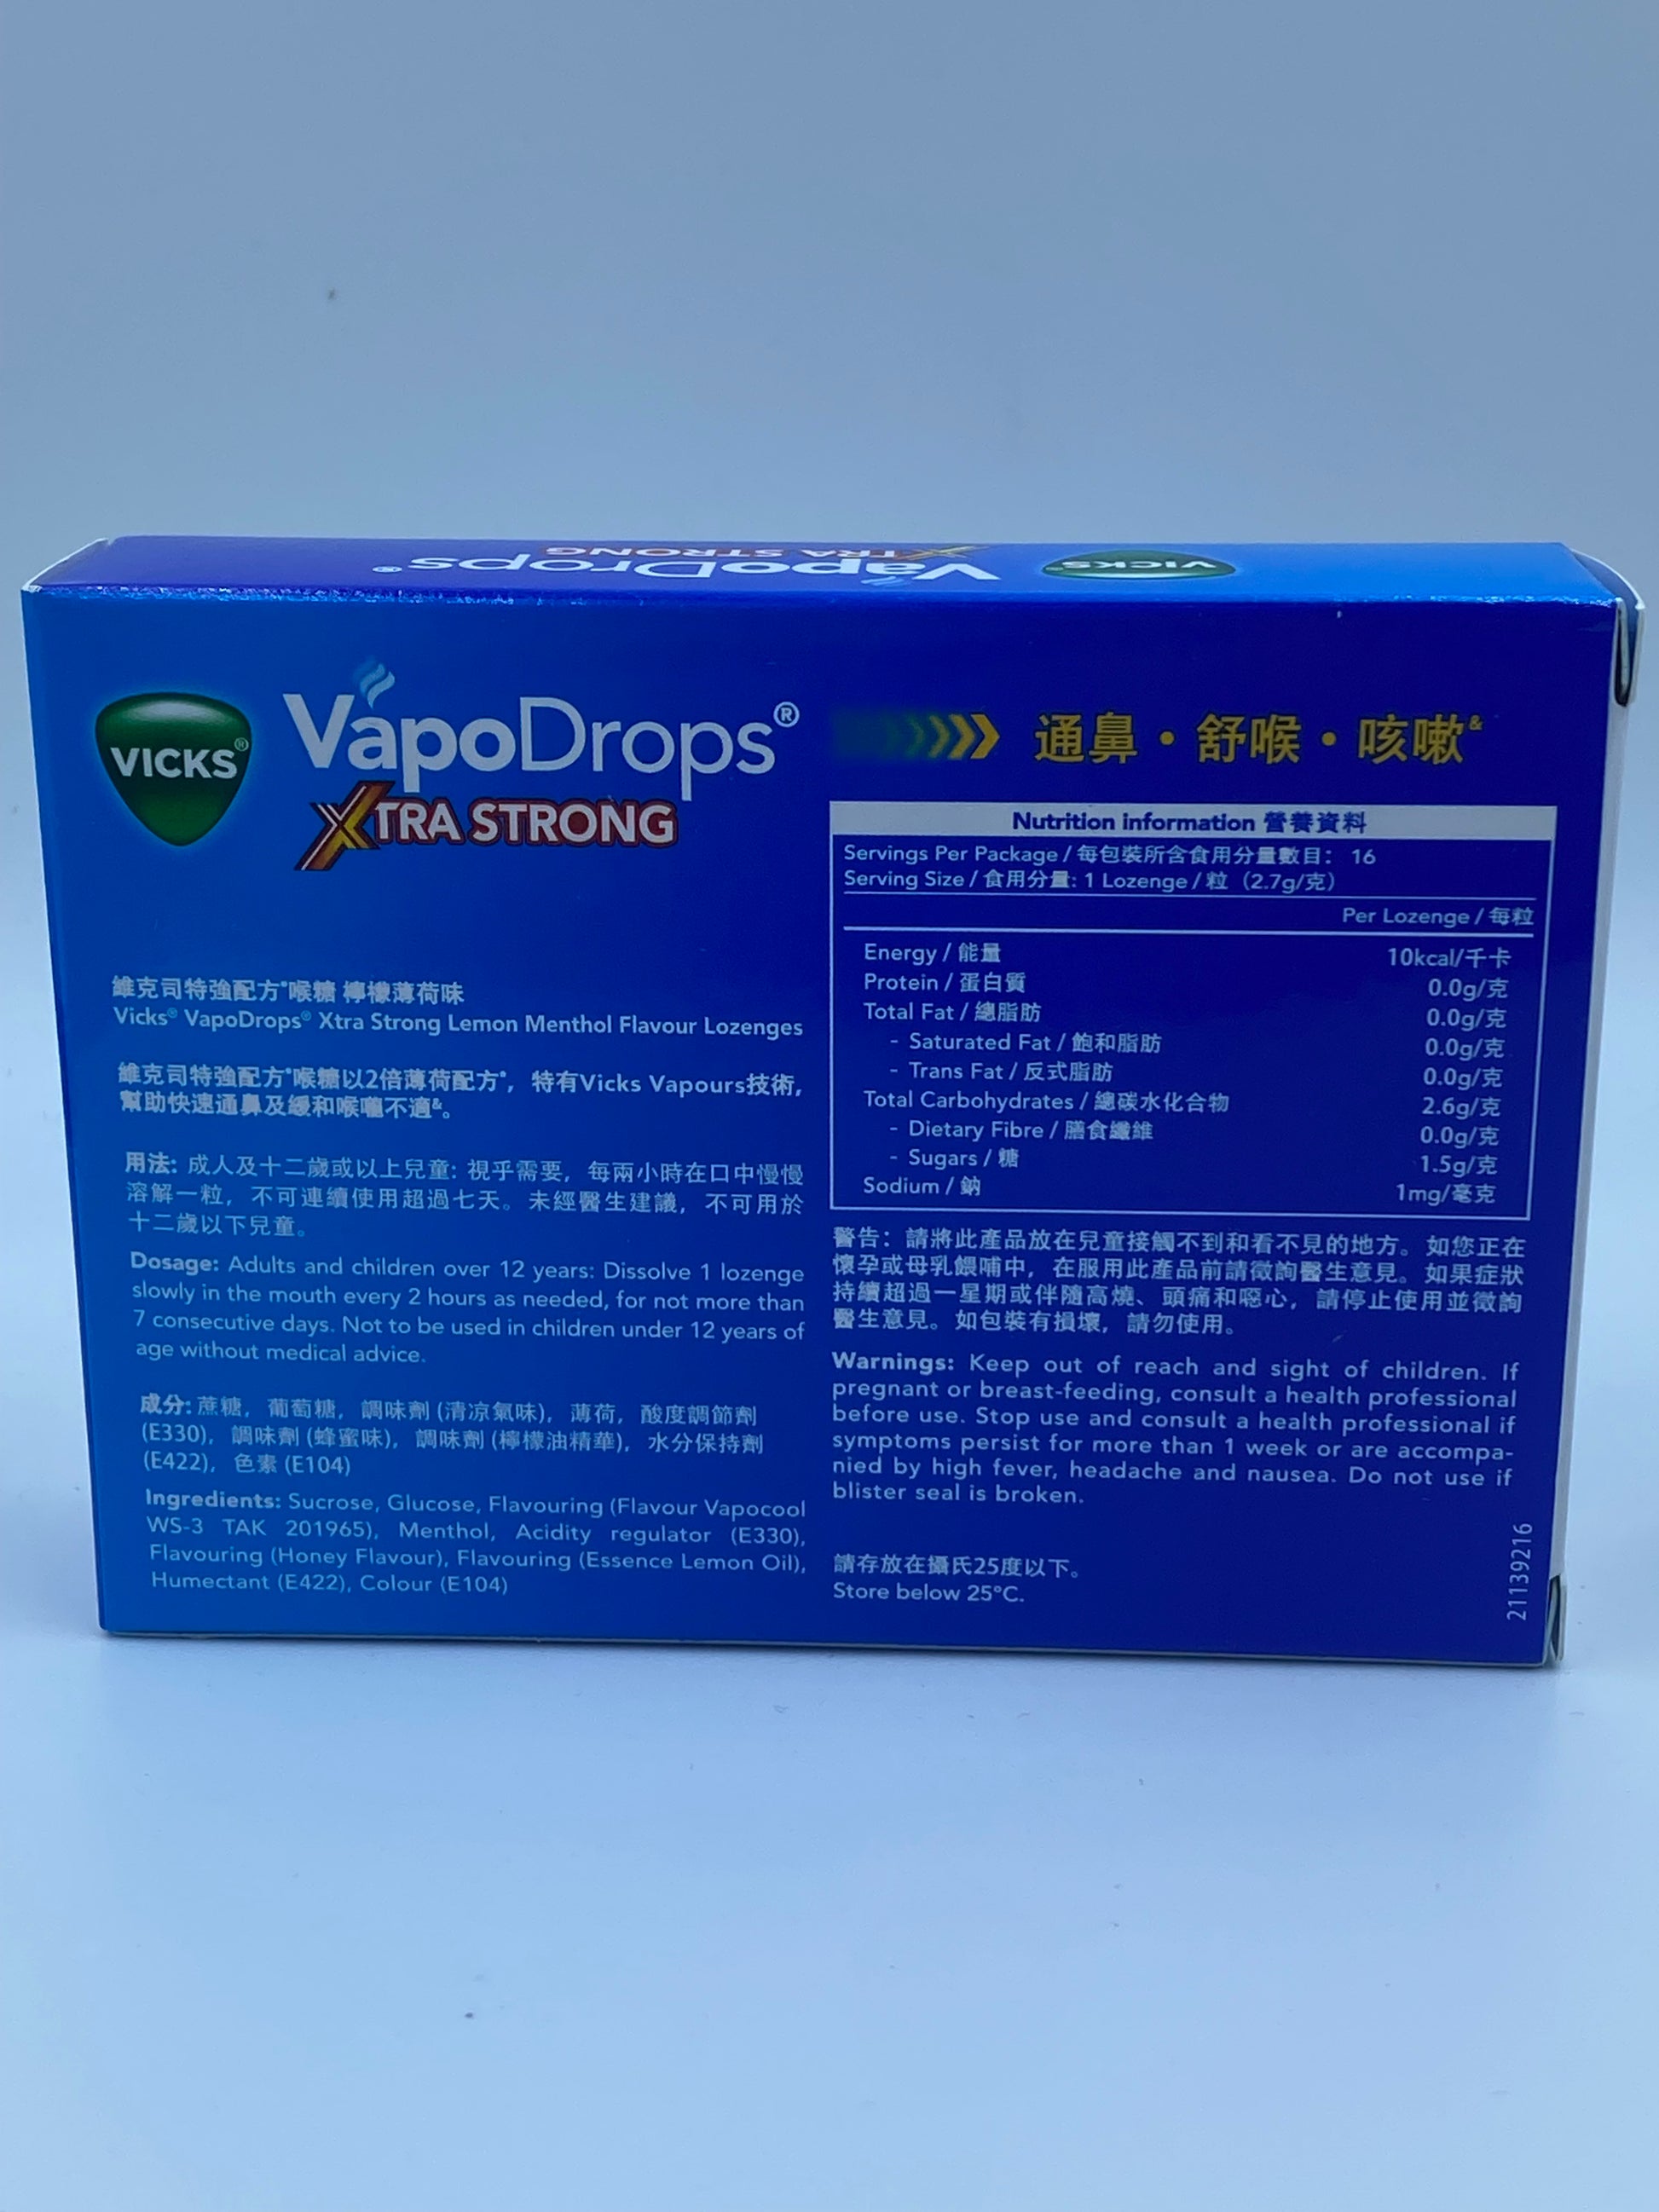 VapoDrops®
XTRA STRONG
VICKS®
VICKS®
VapoDrops®
XTRA STRONG
維克司特強配方*喉糖 檸檬薄荷味
Vicks® VapoDrops® Xtra Strong Lemon Menthol Flavour Lozenges
維克司特強配方*喉糖以2倍薄荷配方*，特有Vicks Vapours技術，
幫助快速通鼻及緩和喉嚨不適&。
用法: 成人及十二歲或以上兒童: 視乎需要，每兩小時在口中慢慢
溶解一粒，不可連續使用超過七天。未經醫生建議，不可用於
十二歲以下兒童。
Dosage: Adults and children over 12 years: Dissolve 1 lozenge
slowly in the mouth every 2 hours as needed, for not more than
7 consecutive days. Not to be used in children under 12 years of
age without medical advice.
成分: 蔗糖，葡萄糖，調味劑 (清凉氣味)，薄荷，酸度調節劑
(E330)，調味劑 (蜂蜜味)，調味劑 (檸檬油精華)，水分保持劑
(E422)，色素 (E104)
Ingredients: Sucrose, Glucose, Flavouring (Flavour Vapocool
WS-3 TAK 201965), Menthol, Acidity regulator (E330),
Flavouring (Honey Flavour), Flavouring (Essence Lemon Oil),
Humectant (E422), Colour (E104)
通鼻・舒喉・咳嗽&
Nutrition information 營養資料
Servings Per Package / 每包裝所含食用分量數目： 16
Serving Size / 食用分量: 1 Lozenge / 粒（2.7g/克）
Per Lozenge / 每粒
Energy / 能量 10kcal/千卡
Protein / 蛋白質 0.0g/克
Total Fat / 總脂肪 0.0g/克
- Saturated Fat / 飽和脂肪 0.0g/克
- Trans Fat / 反式脂肪 0.0g/克
Total Carbohydrates / 總碳水化合物 2.6g/克
- Dietary Fibre / 膳食纖維 0.0g/克
- Sugars / 糖 1.5g/克
Sodium / 鈉 1mg/毫克
警告：請將此產品放在兒童接觸不到和看不見的地方。如您正在
懷孕或母乳餵哺中，在服用此產品前請徵詢醫生意見。如果症狀
持續超過一星期或伴隨高燒、頭痛和噁心，請停止使用並徵詢
醫生意見。如包裝有損壞，請勿使用。
Warnings: Keep out of reach and sight of children. If
pregnant or breast-feeding, consult a health professional
before use. Stop use and consult a health professional if
symptoms persist for more than 1 week or are accompa-
nied by high fever, headache and nausea. Do not use if
blister seal is broken.
請存放在攝氏25度以下。
Store below 25°C.
21139216